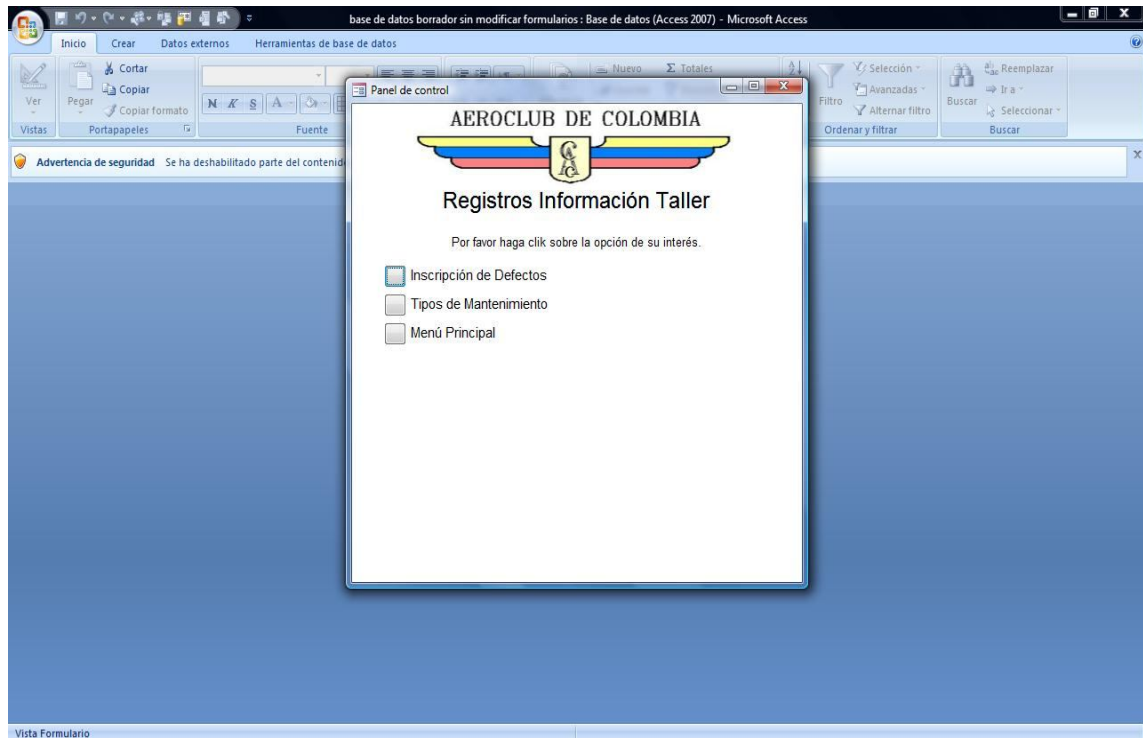 base de datos borrador sin modificar formularios : Base de datos (Access 2007) - Microsoft Access
Inicio Crear Datos externos Herramientas de base de datos
Ver
Vistas
Pegar
Cortar
Copiar
Copiar formato
Portapapeles
N K S A
Fuente
Nuevo
Σ Totales
Filtro
Selección
Avanzadas
Alternar filtro
Ordenar y filtrar
Buscar
Reemplazar
Ir a
Seleccionar
Buscar
Advertencia de seguridad Se ha deshabilitado parte del contenid
Panel de control
AEROCLUB DE COLOMBIA
Registros Información Taller
Por favor haga clik sobre la opción de su interés.
Inscripción de Defectos
Tipos de Mantenimiento
Menú Principal
Vista Formulario